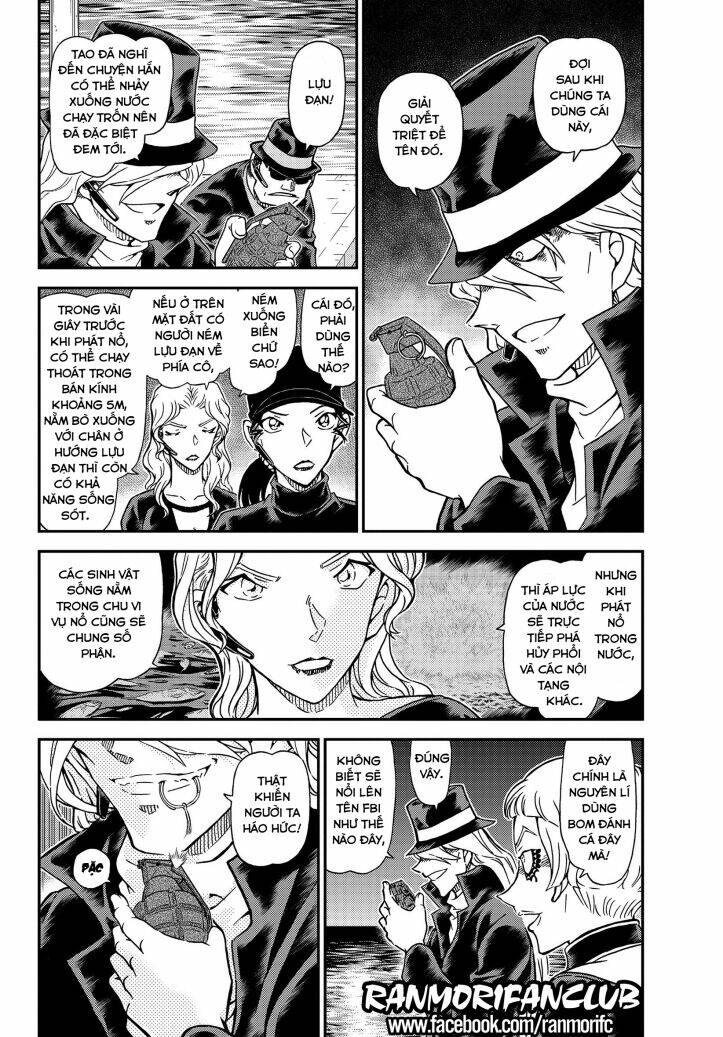 ĐỢI
SAU KHI
CHÚNG TA
DÙNG CÁI
NÀY,
GIẢI
QUYẾT
TRIỆT ĐỂ
TÊN ĐÓ.
LỰU
ĐẠN!
TAO ĐÃ NGHĨ
ĐẾN CHUYỆN HẮN
CÓ THỂ NHẢY
XUỐNG NƯỚC
CHẠY TRỐN NÊN
ĐÃ ĐẶC BIỆT
ĐEM TỚI.
CÁI ĐÓ,
PHẢI
DÙNG
THẾ
NÀO?
NÉM
XUỐNG
BIỂN
CHỨ
SAO!
NẾU Ở TRÊN
MẶT ĐẤT CÓ
NGƯỜI NÉM
LỰU ĐẠN VỀ
PHÍA CÔ,
TRONG VÀI
GIÂY TRƯỚC
KHI PHÁT NỔ,
CÓ THỂ CHẠY
THOÁT TRONG
BÁN KÍNH
KHOẢNG 5M,
NẰM BÒ XUỐNG
VỚI CHÂN Ở
HƯỚNG LỰU
ĐẠN THÌ CÒN
CÓ KHẢ
NĂNG SỐNG
SÓT.
NHƯNG
KHI
PHÁT
NỔ
TRONG
NƯỚC,
THÌ ÁP LỰC
CỦA NƯỚC
SẼ TRỰC
TIẾP PHÁ
HỦY PHỔI
VÀ CÁC NỘI
TẠNG
KHÁC.
CÁC SINH VẬT
SỐNG NẰM
TRONG CHU VI
VỤ NỔ CŨNG SẼ
CHUNG SỐ
PHẬN.
ĐÂY
CHÍNH LÀ
NGUYÊN LÍ
DÙNG
BOM ĐÁNH
CÁ ĐẤY
MÀ!
ĐÚNG
VẬY.
KHÔNG
BIẾT SẼ
NỔI LÊN
TÊN FBI
NHƯ THẾ
NÀO ĐÂY,
THẬT
KHIẾN
NGƯỜI TA
HÁO HỨC!
PẶC
RANMORIFANCLUB
www.facebook.com/ranmorifc